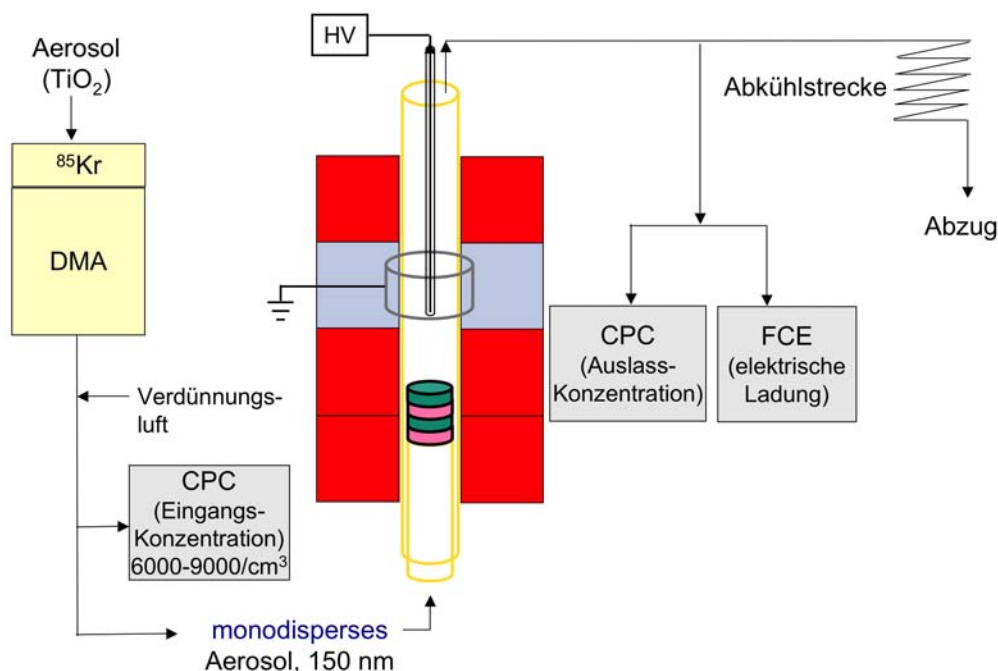 Aerosol
(TiO₂)
⁸⁵Kr
DMA
Verdünnungs-
luft
CPC
(Eingangs-
Konzentration)
6000-9000/cm³
monodisperses
Aerosol, 150 nm
HV
Abkühlstrecke
Abzug
CPC
(Auslass-
Konzentration)
FCE
(elektrische
Ladung)